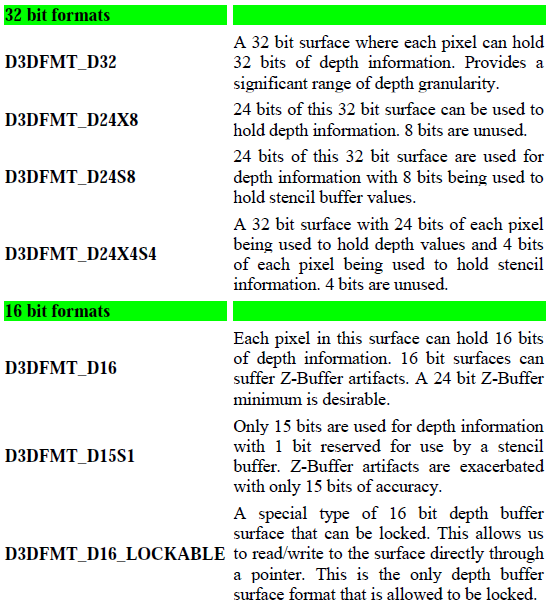 32 bit formats
D3DFMT_D32
A 32 bit surface where each pixel can hold
32 bits of depth information. Provides a
significant range of depth granularity.
D3DFMT_D24X8
24 bits of this 32 bit surface can be used to
hold depth information. 8 bits are unused.
D3DFMT_D24S8
24 bits of this 32 bit surface are used for
depth information with 8 bits being used to
hold stencil buffer values.
D3DFMT_D24X4S4
A 32 bit surface with 24 bits of each pixel
being used to hold depth values and 4 bits
of each pixel being used to hold stencil
information. 4 bits are unused.
16 bit formats
D3DFMT_D16
Each pixel in this surface can hold 16 bits
of depth information. 16 bit surfaces can
suffer Z-Buffer artifacts. A 24 bit Z-Buffer
minimum is desirable.
D3DFMT_D15S1
Only 15 bits are used for depth information
with 1 bit reserved for use by a stencil
buffer. Z-Buffer artifacts are exacerbated
with only 15 bits of accuracy.
D3DFMT_D16_LOCKABLE
A special type of 16 bit depth buffer
surface that can be locked. This allows us
to read/write to the surface directly through
a pointer. This is the only depth buffer
surface format that is allowed to be locked.